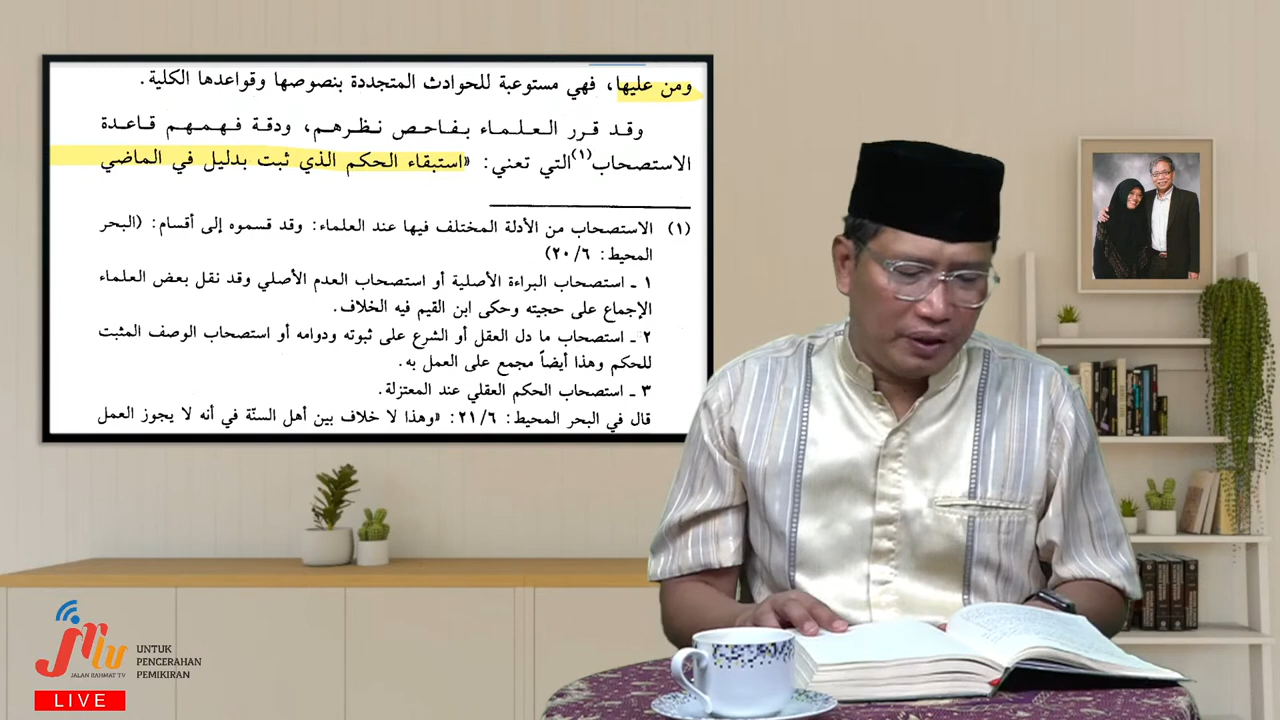 ومن عليها، فهي مستوعبة للحوادث المتجددة بنصوصها وقواعدها الكلية.
وقد قرر العلماء بفاحص نظرهم، ودقة فهمهم قاعدة
الاستصحاب(١) التي تعني: «استبقاء الحكم الذي ثبت بدليل في الماضي
(١) الاستصحاب من الأدلة المختلف فيها عند العلماء: وقد قسموه إلى أقسام: (البحر
المحيط: ٢٠/٦)
١ ـ استصحاب البراءة الأصلية أو استصحاب العدم الأصلي وقد نقل بعض العلماء
الإجماع على حجيته وحكى ابن القيم فيه الخلاف.
٢ ـ استصحاب ما دل العقل أو الشرع على ثبوته ودوامه أو استصحاب الوصف المثبت
للحكم وهذا أيضاً مجمع على العمل به.
٣ ـ استصحاب الحكم العقلي عند المعتزلة.
قال في البحر المحيط: ٢١/٦: «وهذا لا خلاف بين أهل السنّة في أنه لا يجوز العمل
JRTV
JALAN RAHMAT TV
UNTUK
PENCERAHAN
PEMIKIRAN
LIVE